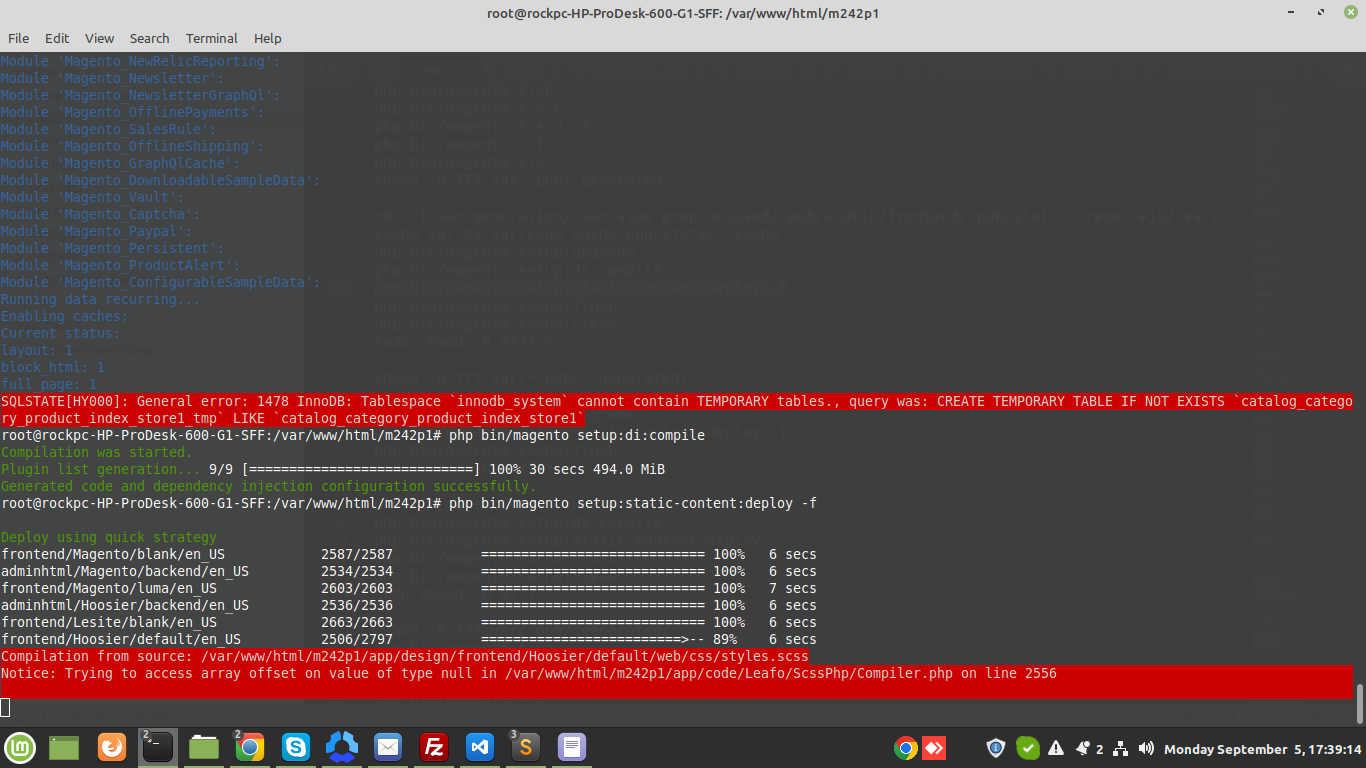 root@rockpc-HP-ProDesk-600-G1-SFF: /var/www/html/m242p1
File Edit View Search Terminal Help
Module 'Magento_NewRelicReporting':
Module 'Magento_Newsletter':
Module 'Magento_NewsletterGraphQl':
Module 'Magento_OfflinePayments':
Module 'Magento_SalesRule':
Module 'Magento_OfflineShipping':
Module 'Magento_GraphQlCache':
Module 'Magento_DownloadableSampleData':
Module 'Magento_Vault':
Module 'Magento_Captcha':
Module 'Magento_Paypal':
Module 'Magento_Persistent':
Module 'Magento_ProductAlert':
Module 'Magento_ConfigurableSampleData':
Running data recurring...
Enabling caches:
Current status:
layout: 1
block_html: 1
full_page: 1
SQLSTATE[HY000]: General error: 1478 InnoDB: Tablespace `innodb_system` cannot contain TEMPORARY tables., query was: CREATE TEMPORARY TABLE IF NOT EXISTS `catalog_catego
ry_product_index_store1_tmp` LIKE `catalog_category_product_index_store1`
root@rockpc-HP-ProDesk-600-G1-SFF:/var/www/html/m242p1# php bin/magento setup:di:compile
Compilation was started.
Plugin list generation... 9/9 [============================] 100% 30 secs 494.0 MiB
Generated code and dependency injection configuration successfully.
root@rockpc-HP-ProDesk-600-G1-SFF:/var/www/html/m242p1# php bin/magento setup:static-content:deploy -f
Deploy using quick strategy
frontend/Magento/blank/en_US 2587/2587 ============================ 100% 6 secs
adminhtml/Magento/backend/en_US 2534/2534 ============================ 100% 6 secs
frontend/Magento/luma/en_US 2603/2603 ============================ 100% 7 secs
adminhtml/Hoosier/backend/en_US 2536/2536 ============================ 100% 6 secs
frontend/Lesite/blank/en_US 2663/2663 ============================ 100% 6 secs
frontend/Hoosier/default/en_US 2506/2797 =========================>-- 89% 6 secs
Compilation from source: /var/www/html/m242p1/app/design/frontend/Hoosier/default/web/css/styles.scss
Notice: Trying to access array offset on value of type null in /var/www/html/m242p1/app/code/Leafo/ScssPhp/Compiler.php on line 2556
2 2 3 2 Monday September 5, 17:39:14